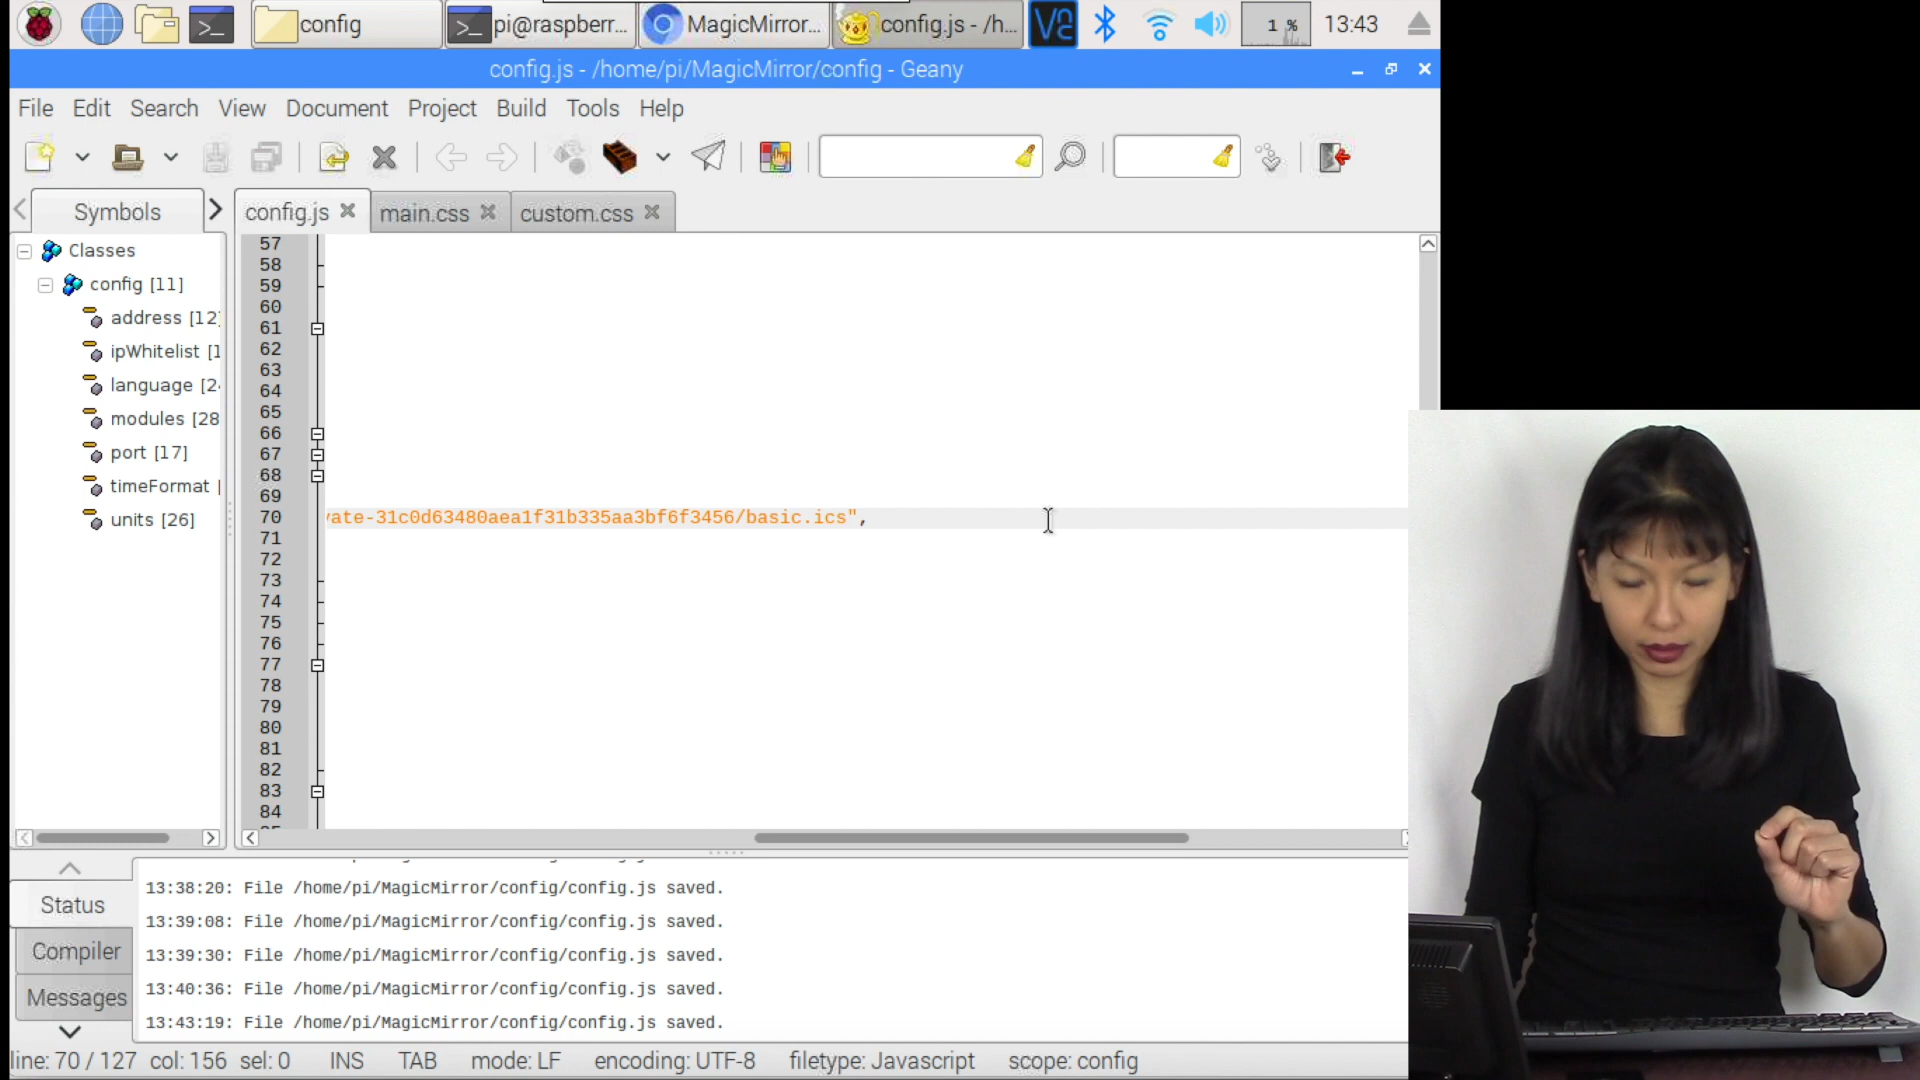 config
pi@raspberr...
MagicMirror...
config.js - /h...
1 %
13:43
config.js - /home/pi/MagicMirror/config - Geany
File Edit Search View Document Project Build Tools Help
Symbols
config.js
main.css
custom.css
Classes
config [11]
address [12]
ipWhitelist [1
language [24
modules [28
port [17]
timeFormat [
units [26]
57
58
59
60
61
62
63
64
65
66
67
68
69
70 vate-31c0d63480aea1f31b335aa3bf6f3456/basic.ics",
71
72
73
74
75
76
77
78
79
80
81
82
83
84
Status
Compiler
Messages
13:38:20: File /home/pi/MagicMirror/config/config.js saved.
13:39:08: File /home/pi/MagicMirror/config/config.js saved.
13:39:30: File /home/pi/MagicMirror/config/config.js saved.
13:40:36: File /home/pi/MagicMirror/config/config.js saved.
13:43:19: File /home/pi/MagicMirror/config/config.js saved.
line: 70 / 127 col: 156 sel: 0 INS TAB mode: LF encoding: UTF-8 filetype: Javascript scope: config